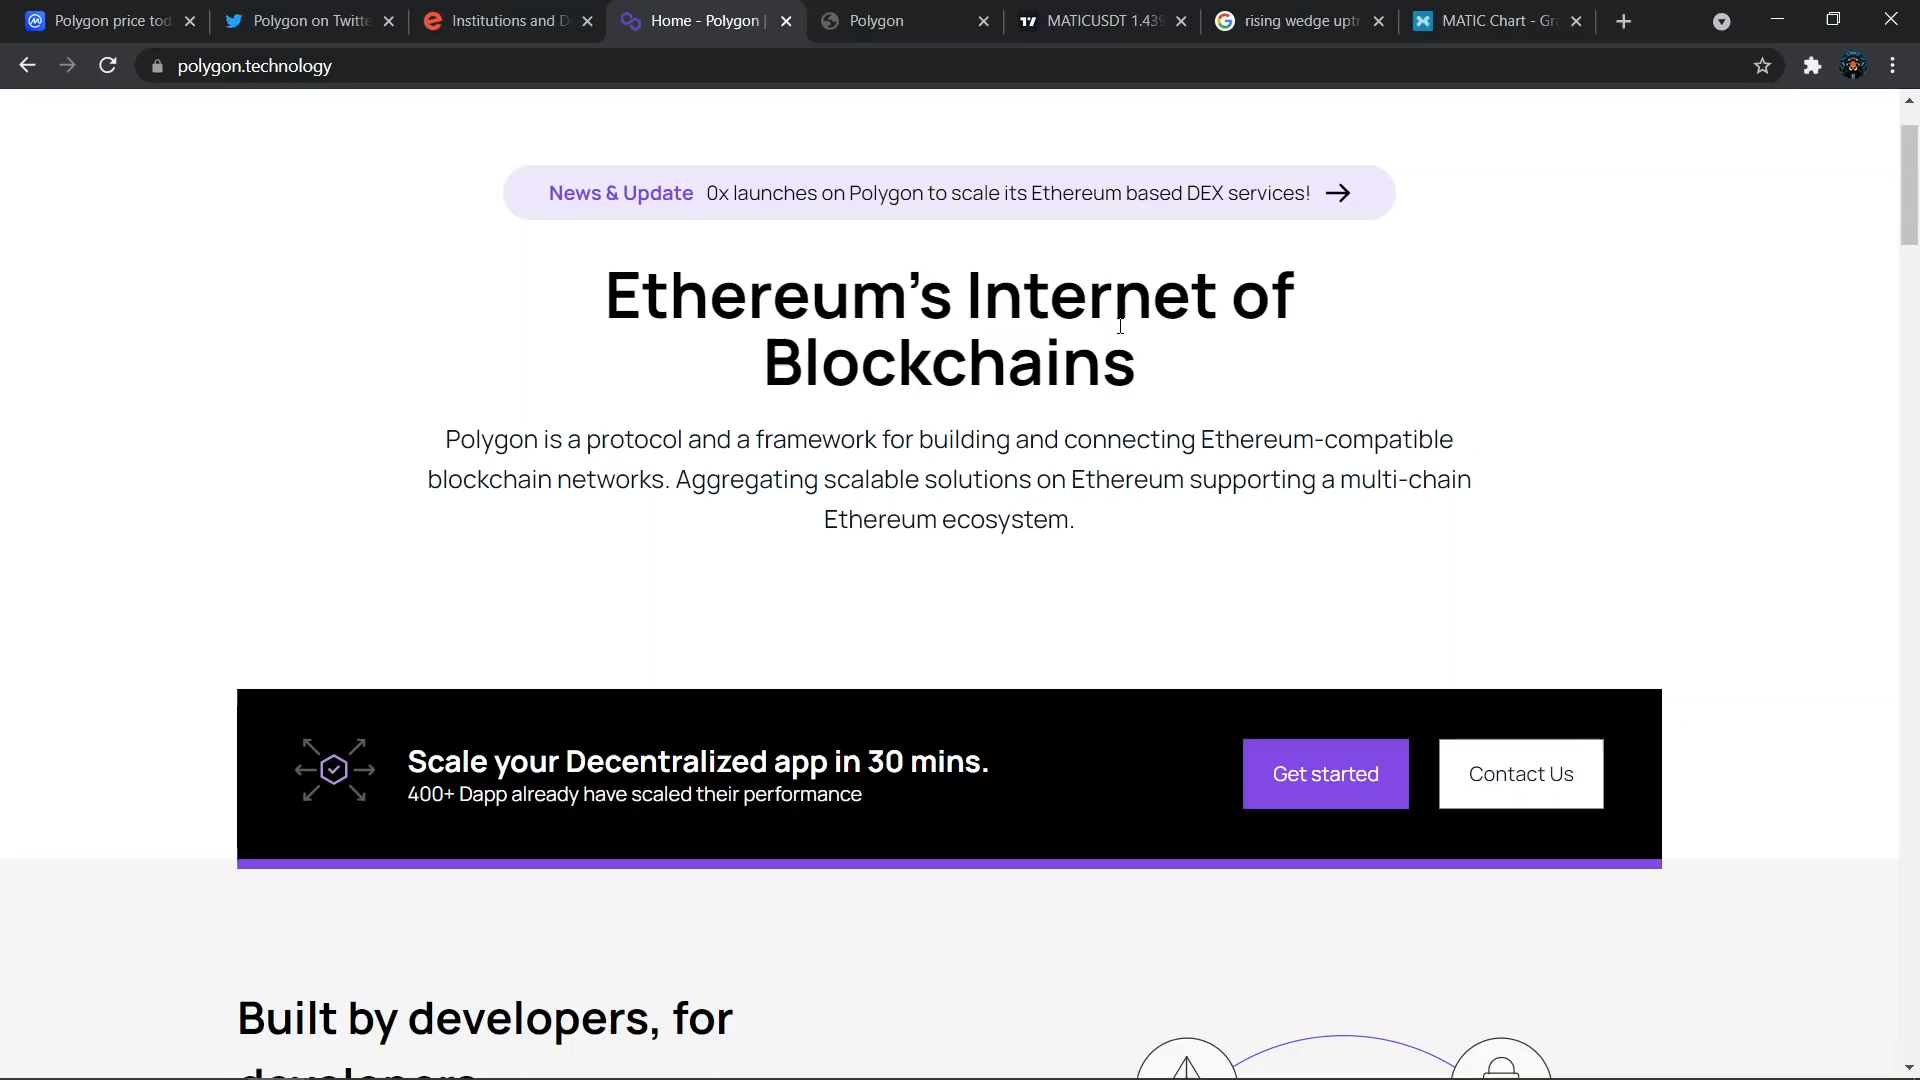 Polygon price tod
Polygon on Twitte
Institutions and D
Home - Polygon |
Polygon
MATICUSDT 1.439
rising wedge uptr
MATIC Chart - Gra
polygon.technology
News & Update 0x launches on Polygon to scale its Ethereum based DEX services!
Ethereum's Internet of
Blockchains
Polygon is a protocol and a framework for building and connecting Ethereum-compatible
blockchain networks. Aggregating scalable solutions on Ethereum supporting a multi-chain
Ethereum ecosystem.
Scale your Decentralized app in 30 mins.
400+ Dapp already have scaled their performance
Get started
Contact Us
Built by developers, for
developers